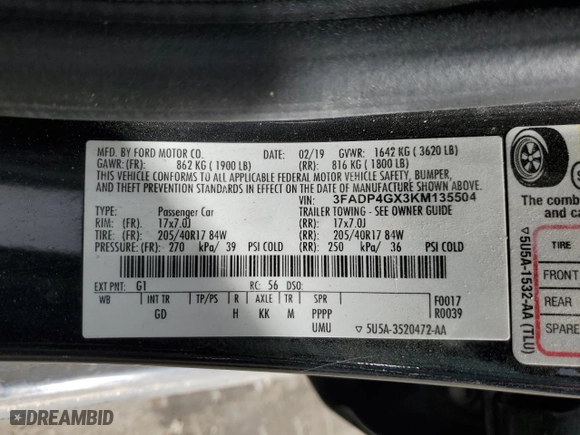 MFD. BY FORD MOTOR CO. DATE: 02/19 GVWR: 1642 KG ( 3620 LB)
GAWR: (FR): 862 KG ( 1900 LB) (RR): 816 KG ( 1800 LB)
THIS VEHICLE CONFORMS TO ALL APPLICABLE FEDERAL MOTOR VEHICLE SAFETY, BUMPER,
AND THEFT PREVENTION STANDARDS IN EFFECT ON THE DATE OF MANUFACTURE SHOWN ABOVE.
VIN: 3FADP4GX3KM135504
TYPE: Passenger Car TRAILER TOWING - SEE OWNER GUIDE
RIM: (FR): 17x7.0J (RR): 17x7.0J
TIRE: (FR): 205/40R17 84W (RR): 205/40R17 84W
PRESSURE: (FR): 270 kPa/ 39 PSI COLD (RR): 250 kPa/ 36 PSI COLD
EXT PNT: G1 RC: 56 DSO:
WB INT TR TP/PS R AXLE TR SPR F0017
GD H KK M PPPP R0039
UMU ▽ 5U5A-3520472-AA
The comb
and ca
TIRE
FRONT
REAR
SPARE
▽ 5U5A-1532-AA (TLU)
DREAMBID